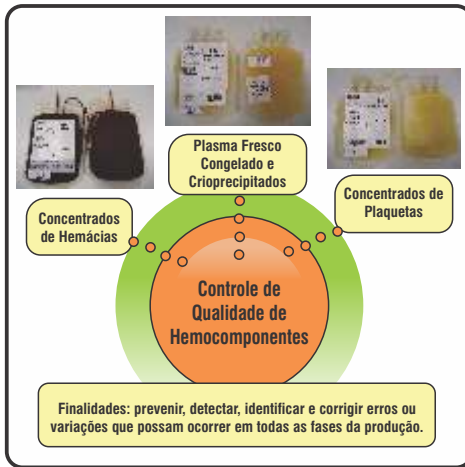 Plasma Fresco
Congelado e
Crioprecipitados
Concentrados
de Hemácias
Concentrados de
Plaquetas
Controle de
Qualidade de
Hemocomponentes
Finalidades: prevenir, detectar, identificar e corrigir erros ou
variações que possam ocorrer em todas as fases da produção.